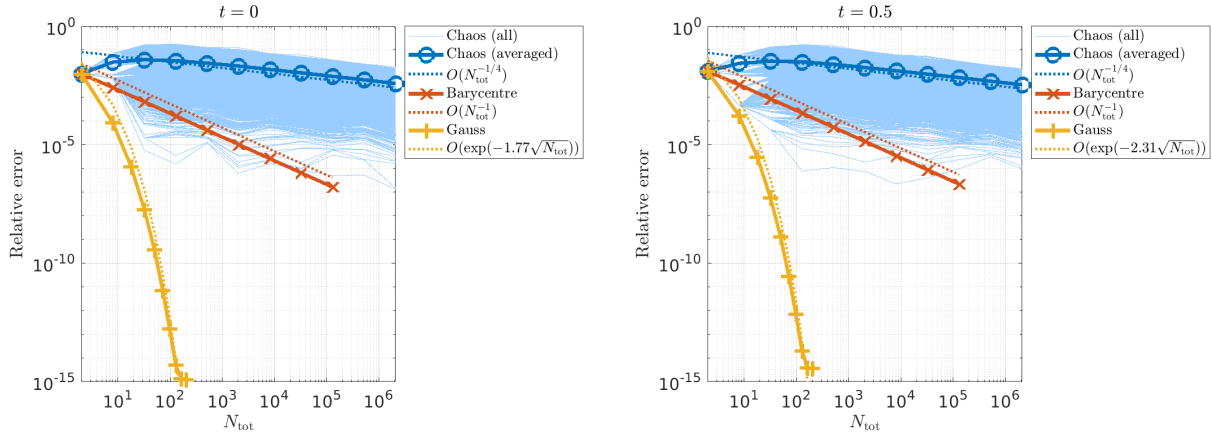 t = 0
Relative error
10^0
10^-5
10^-10
10^-15
10^1
10^2
10^3
10^4
10^5
10^6
N_tot
Chaos (all)
Chaos (averaged)
O(N_tot^{-1/4})
Barycentre
O(N_tot^{-1})
Gauss
O(exp(−1.77√N_tot))
t = 0.5
Relative error
10^0
10^-5
10^-10
10^-15
10^1
10^2
10^3
10^4
10^5
10^6
N_tot
Chaos (all)
Chaos (averaged)
O(N_tot^{-1/4})
Barycentre
O(N_tot^{-1})
Gauss
O(exp(−2.31√N_tot))